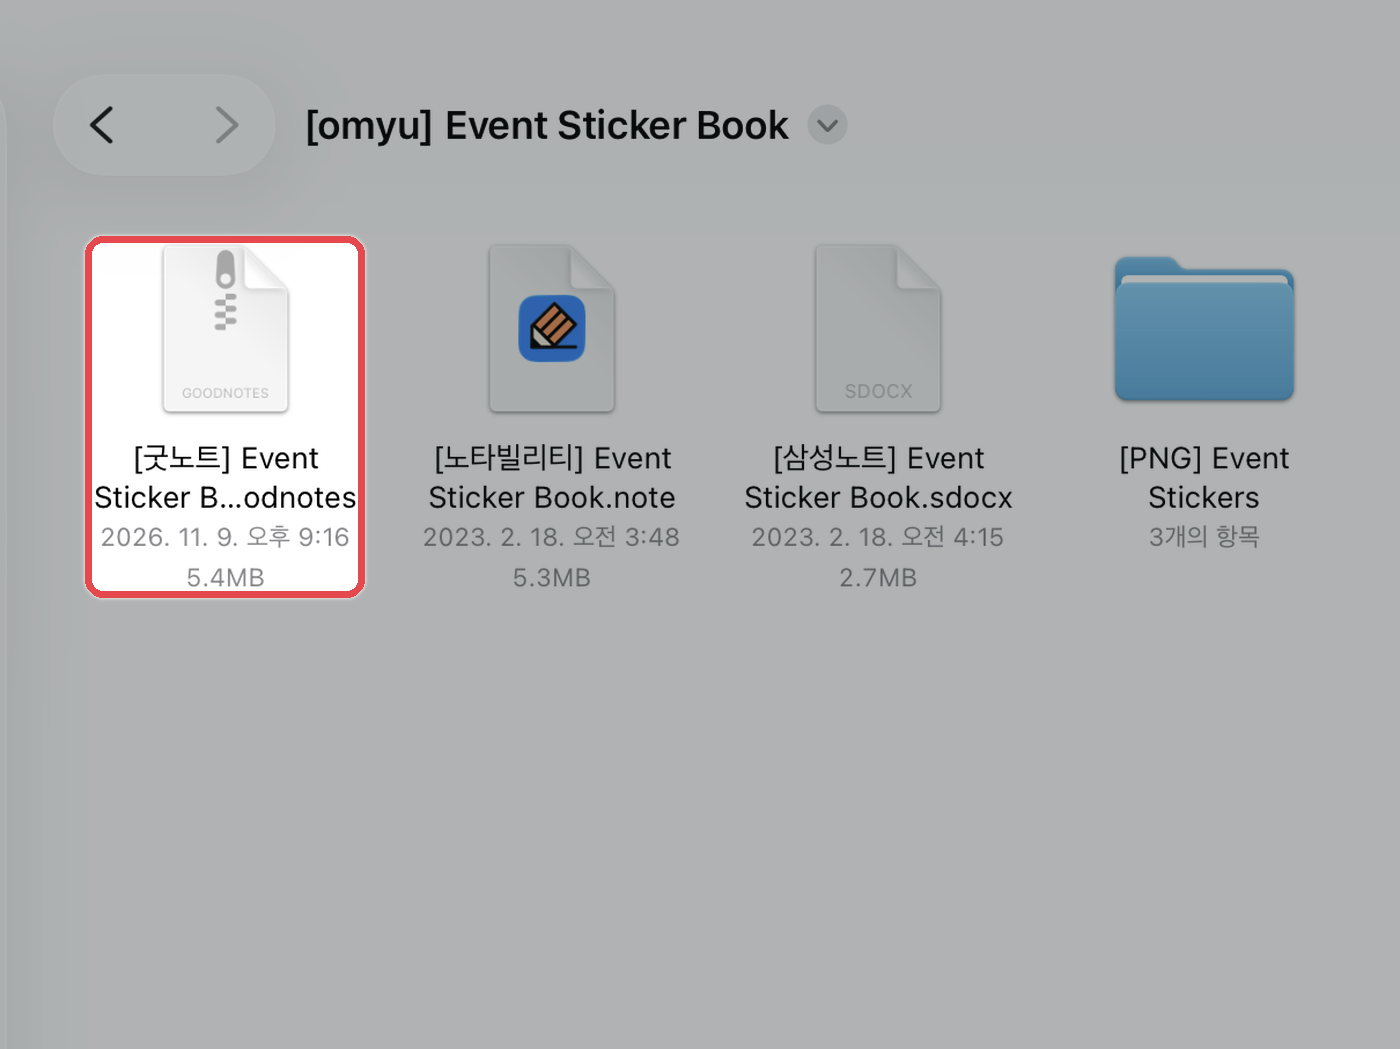 [omyu] Event Sticker Book
GOODNOTES
[굿노트] Event
Sticker B...odnotes
2026. 11. 9. 오후 9:16
5.4MB
[노타빌리티] Event
Sticker Book.note
2023. 2. 18. 오전 3:48
5.3MB
SDOCX
[삼성노트] Event
Sticker Book.sdocx
2023. 2. 18. 오전 4:15
2.7MB
[PNG] Event
Stickers
3개의 항목